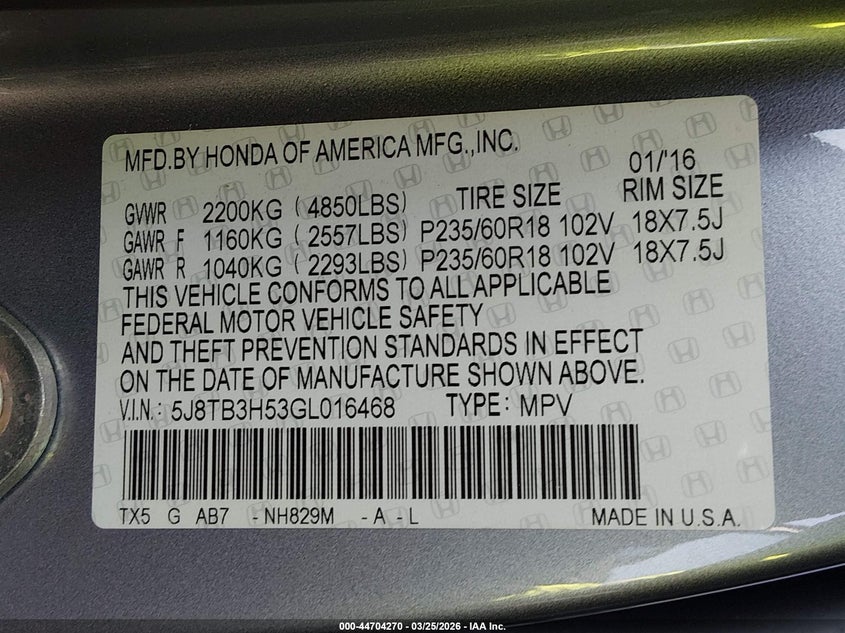 MFD.BY HONDA OF AMERICA MFG.,INC. 01/'16
GVWR 2200KG ( 4850LBS) TIRE SIZE RIM SIZE
GAWR F 1160KG ( 2557LBS) P235/60R18 102V 18X7.5J
GAWR R 1040KG ( 2293LBS) P235/60R18 102V 18X7.5J
THIS VEHICLE CONFORMS TO ALL APPLICABLE
FEDERAL MOTOR VEHICLE SAFETY
AND THEFT PREVENTION STANDARDS IN EFFECT
ON THE DATE OF MANUFACTURE SHOWN ABOVE.
V.I.N.: 5J8TB3H53GL016468 TYPE: MPV
TX5 G AB7 -NH829M -A -L MADE IN U.S.A.
000-44704270 - 03/25/2026 - IAA Inc.